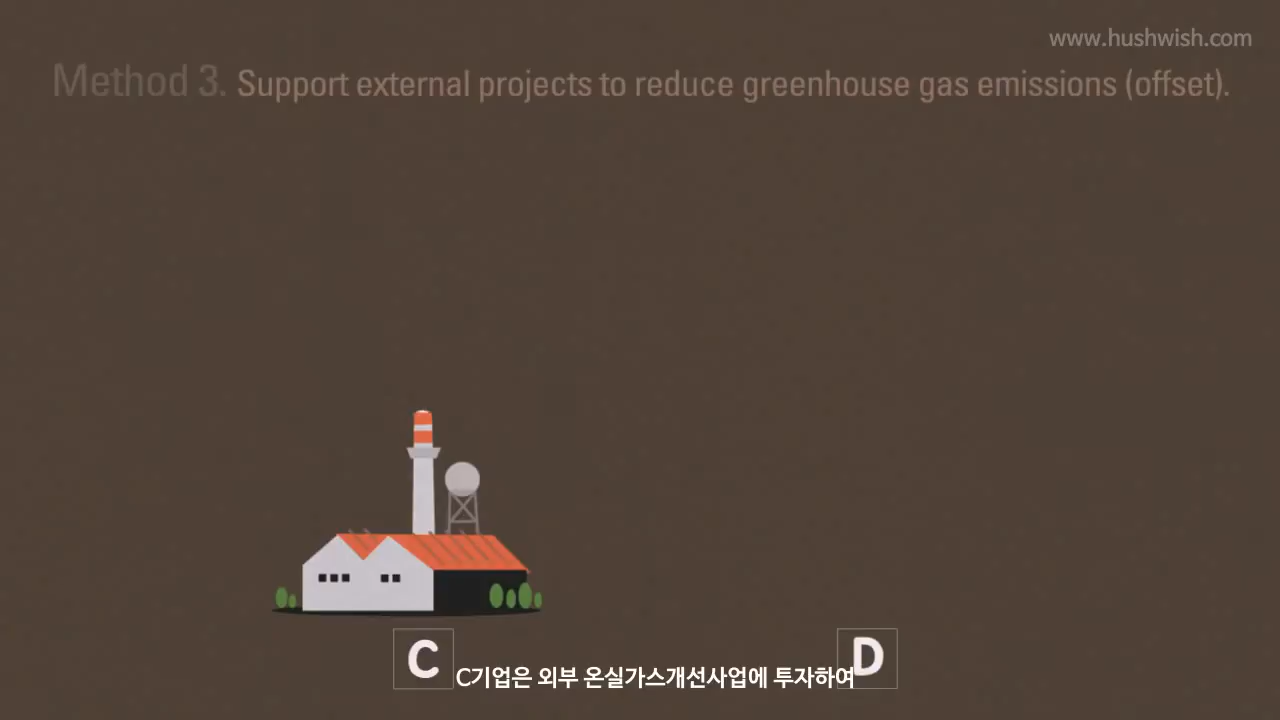 www.hushwish.com
Method 3. Support external projects to reduce greenhouse gas emissions (offset).
C
D
C기업은 외부 온실가스개선사업에 투자하여